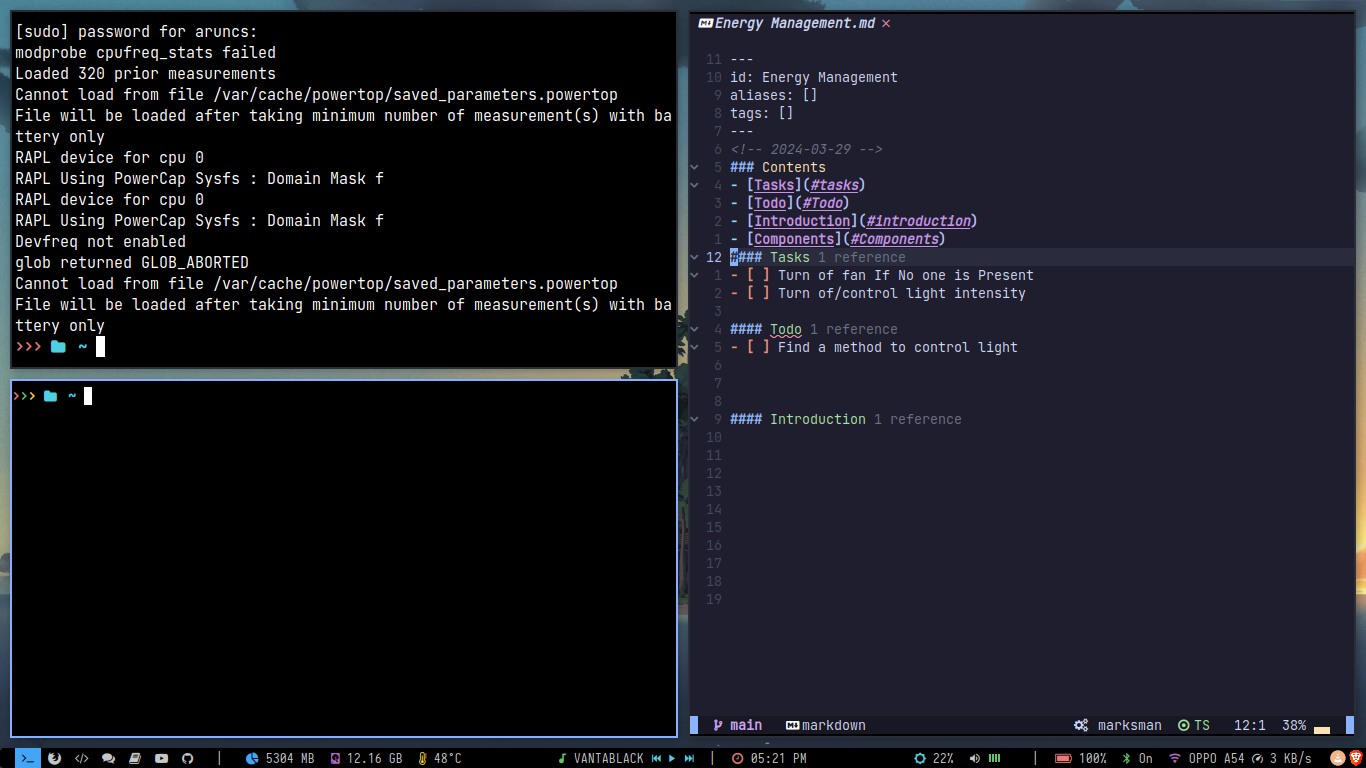 [sudo] password for aruncs:
modprobe cpufreq_stats failed
Loaded 320 prior measurements
Cannot load from file /var/cache/powertop/saved_parameters.powertop
File will be loaded after taking minimum number of measurement(s) with ba
ttery only
RAPL device for cpu 0
RAPL Using PowerCap Sysfs : Domain Mask f
RAPL device for cpu 0
RAPL Using PowerCap Sysfs : Domain Mask f
Devfreq not enabled
glob returned GLOB_ABORTED
Cannot load from file /var/cache/powertop/saved_parameters.powertop
File will be loaded after taking minimum number of measurement(s) with ba
ttery only
>>> ~
>>> ~
Energy Management.md ×
11 ---
10 id: Energy Management
9 aliases: []
8 tags: []
7 ---
6 <!-- 2024-03-29 -->
5 ### Contents
4 - [Tasks](#tasks)
3 - [Todo](#Todo)
2 - [Introduction](#introduction)
1 - [Components](#Components)
12 #### Tasks 1 reference
1 - [ ] Turn of fan If No one is Present
2 - [ ] Turn of/control light intensity
3
4 #### Todo 1 reference
5 - [ ] Find a method to control light
6
7
8
9 #### Introduction 1 reference
10
11
12
13
14
15
16
17
18
19
main markdown marksman TS 12:1 38%
5304 MB 12.16 GB 48°C VANTABLACK 05:21 PM 22% 100% On OPPO A54 3 KB/s